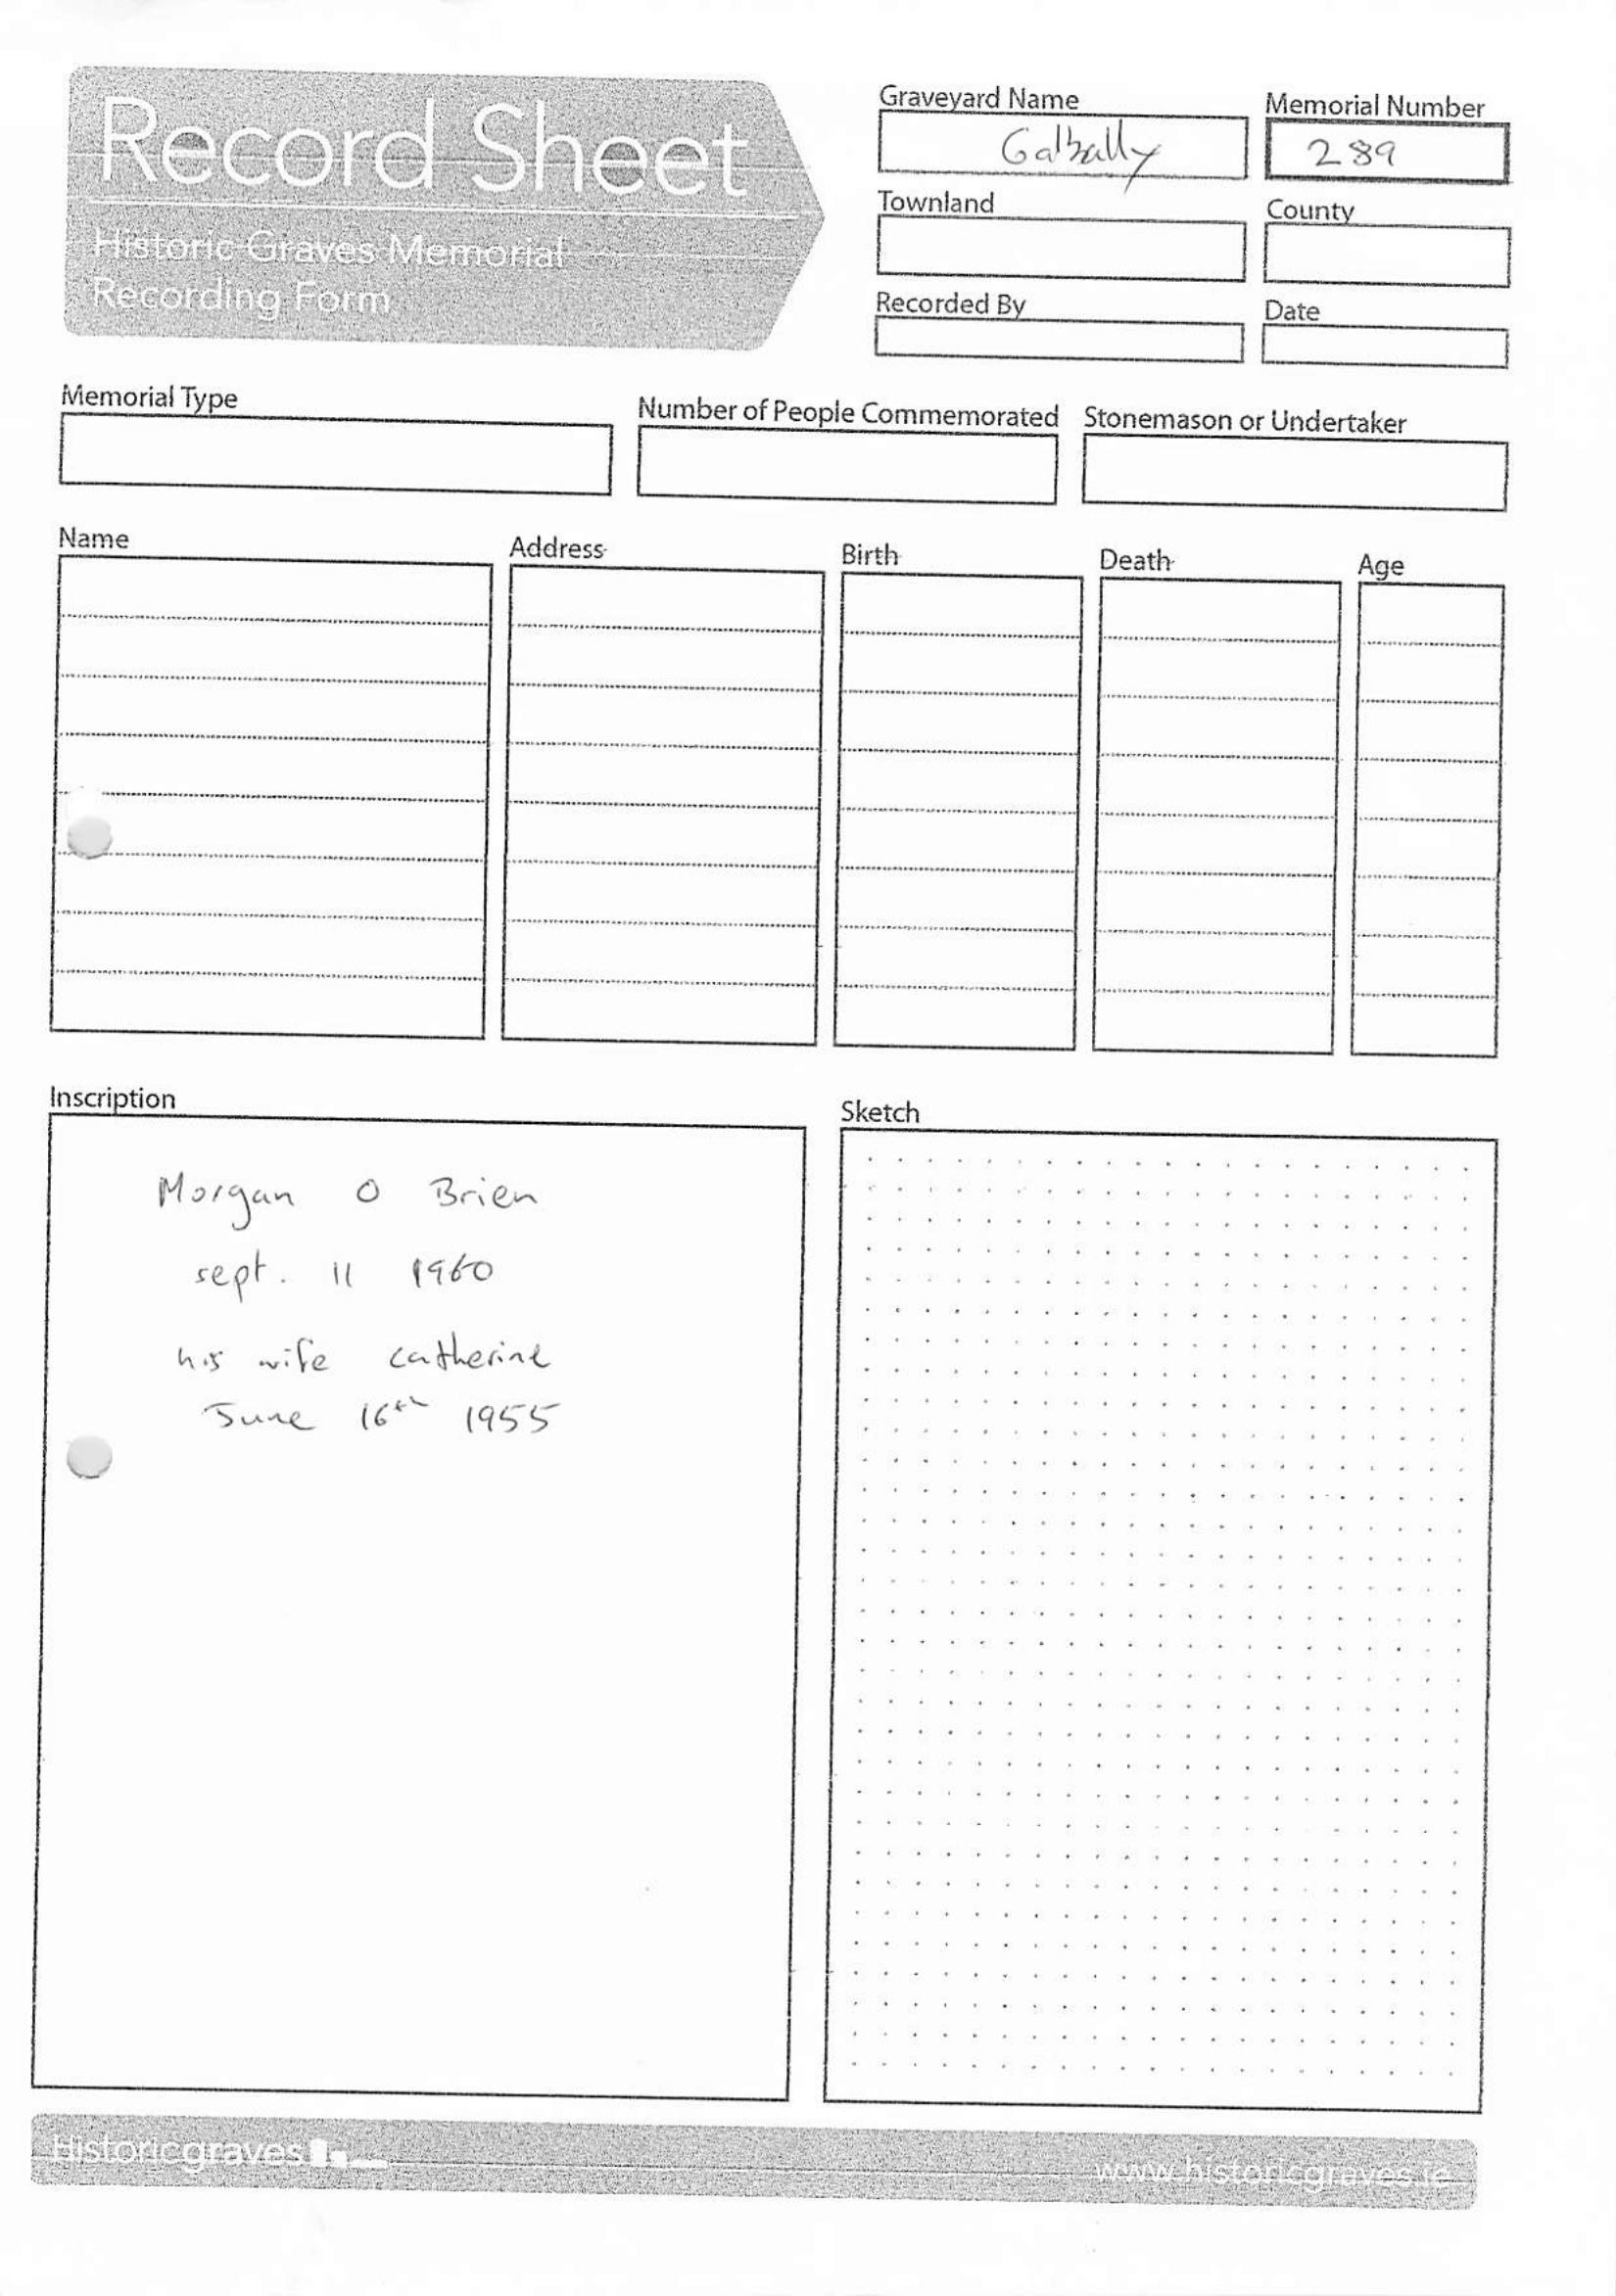 Record Sheet
Historic Graves Memorial
Recording Form
Graveyard Name
Galbally
Memorial Number
289
Townland
County
Recorded By
Date
Memorial Type
Number of People Commemorated
Stonemason or Undertaker
Name
Address
Birth
Death
Age
Inscription
Morgan O Brien
sept. 11 1960
his wife catherine
June 16th 1955
Sketch
Historicgraves
www.historicgraves.ie